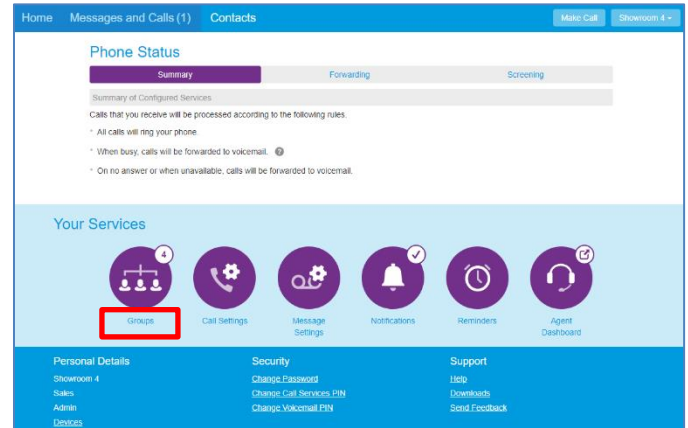 Home Messages and Calls (1) Contacts Make Call Showroom 4
Phone Status
Summary Forwarding Screening
Summary of Configured Services
Calls that you receive will be processed according to the following rules.
All calls will ring your phone.
When busy, calls will be forwarded to voicemail. ?
On no answer or when unavailable, calls will be forwarded to voicemail.
Your Services
4
Groups Call Settings Message Settings Notifications Reminders Agent Dashboard
Personal Details Security Support
Showroom 4 Change Password Help
Sales Change Call Services PIN Downloads
Admin Change Voicemail PIN Send Feedback
Devices